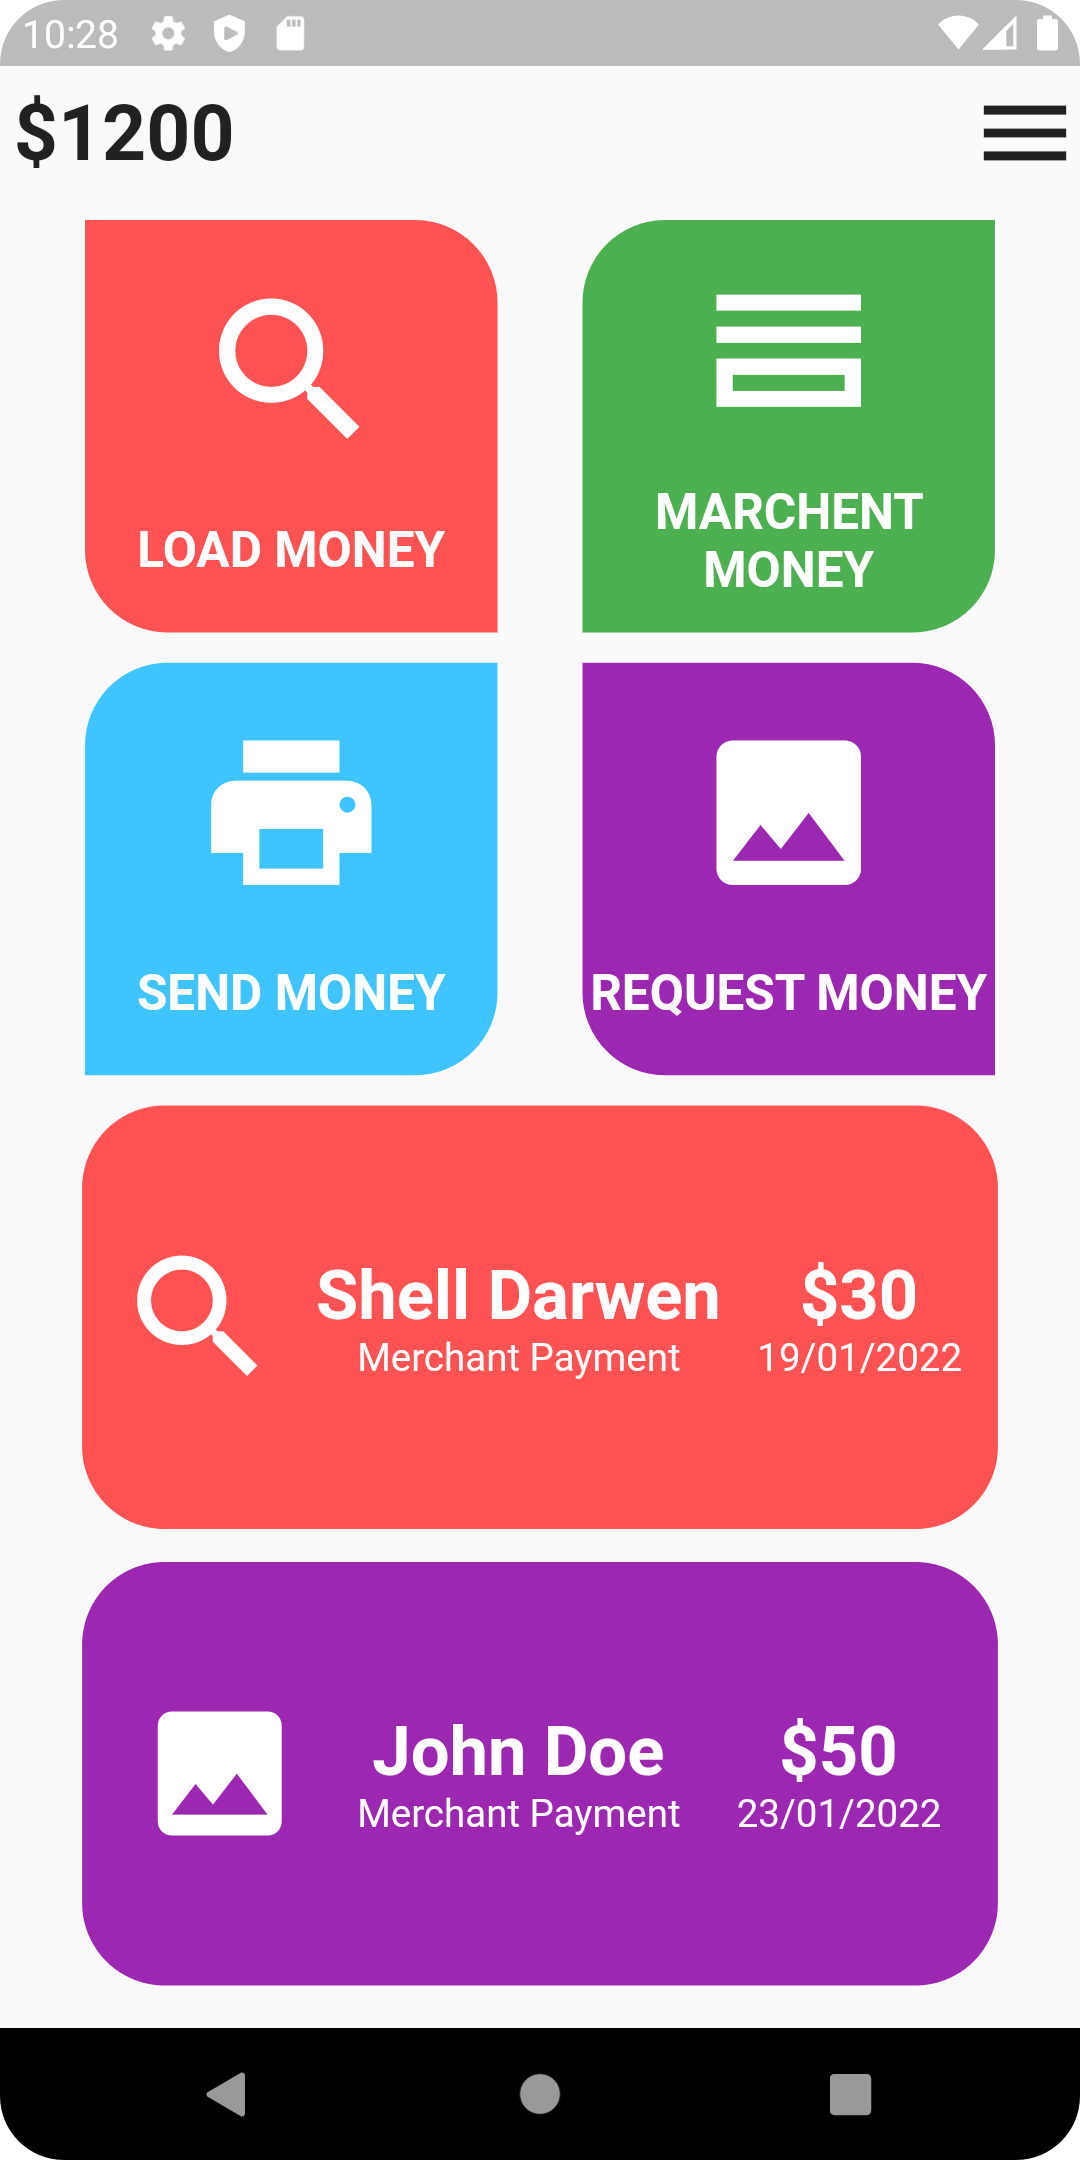 10:28
$1200
LOAD MONEY
MARCHENT
MONEY
SEND MONEY
REQUEST MONEY
Shell Darwen
$30
Merchant Payment
19/01/2022
John Doe
$50
Merchant Payment
23/01/2022